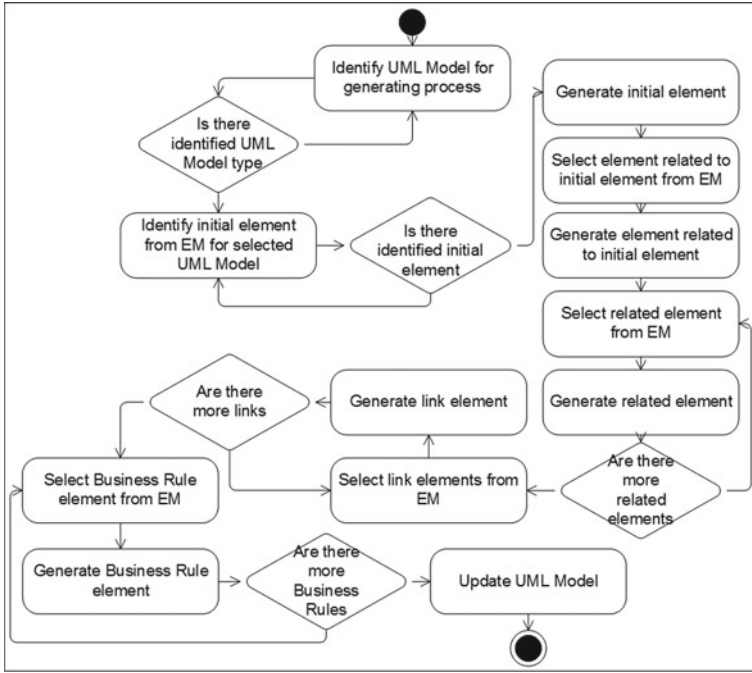 Identify UML Model for
generating process
Is there
identified UML
Model type
Identify initial element
from EM for selected
UML Model
Is there
identified initial
element
Generate initial element
Select element related to
initial element from EM
Generate element related
to initial element
Select related element
from EM
Generate related element
Are there
more
related
elements
Select link elements from
EM
Generate link element
Are there
more links
Select Business Rule
element from EM
Generate Business Rule
element
Are there
more
Business
Rules
Update UML Model